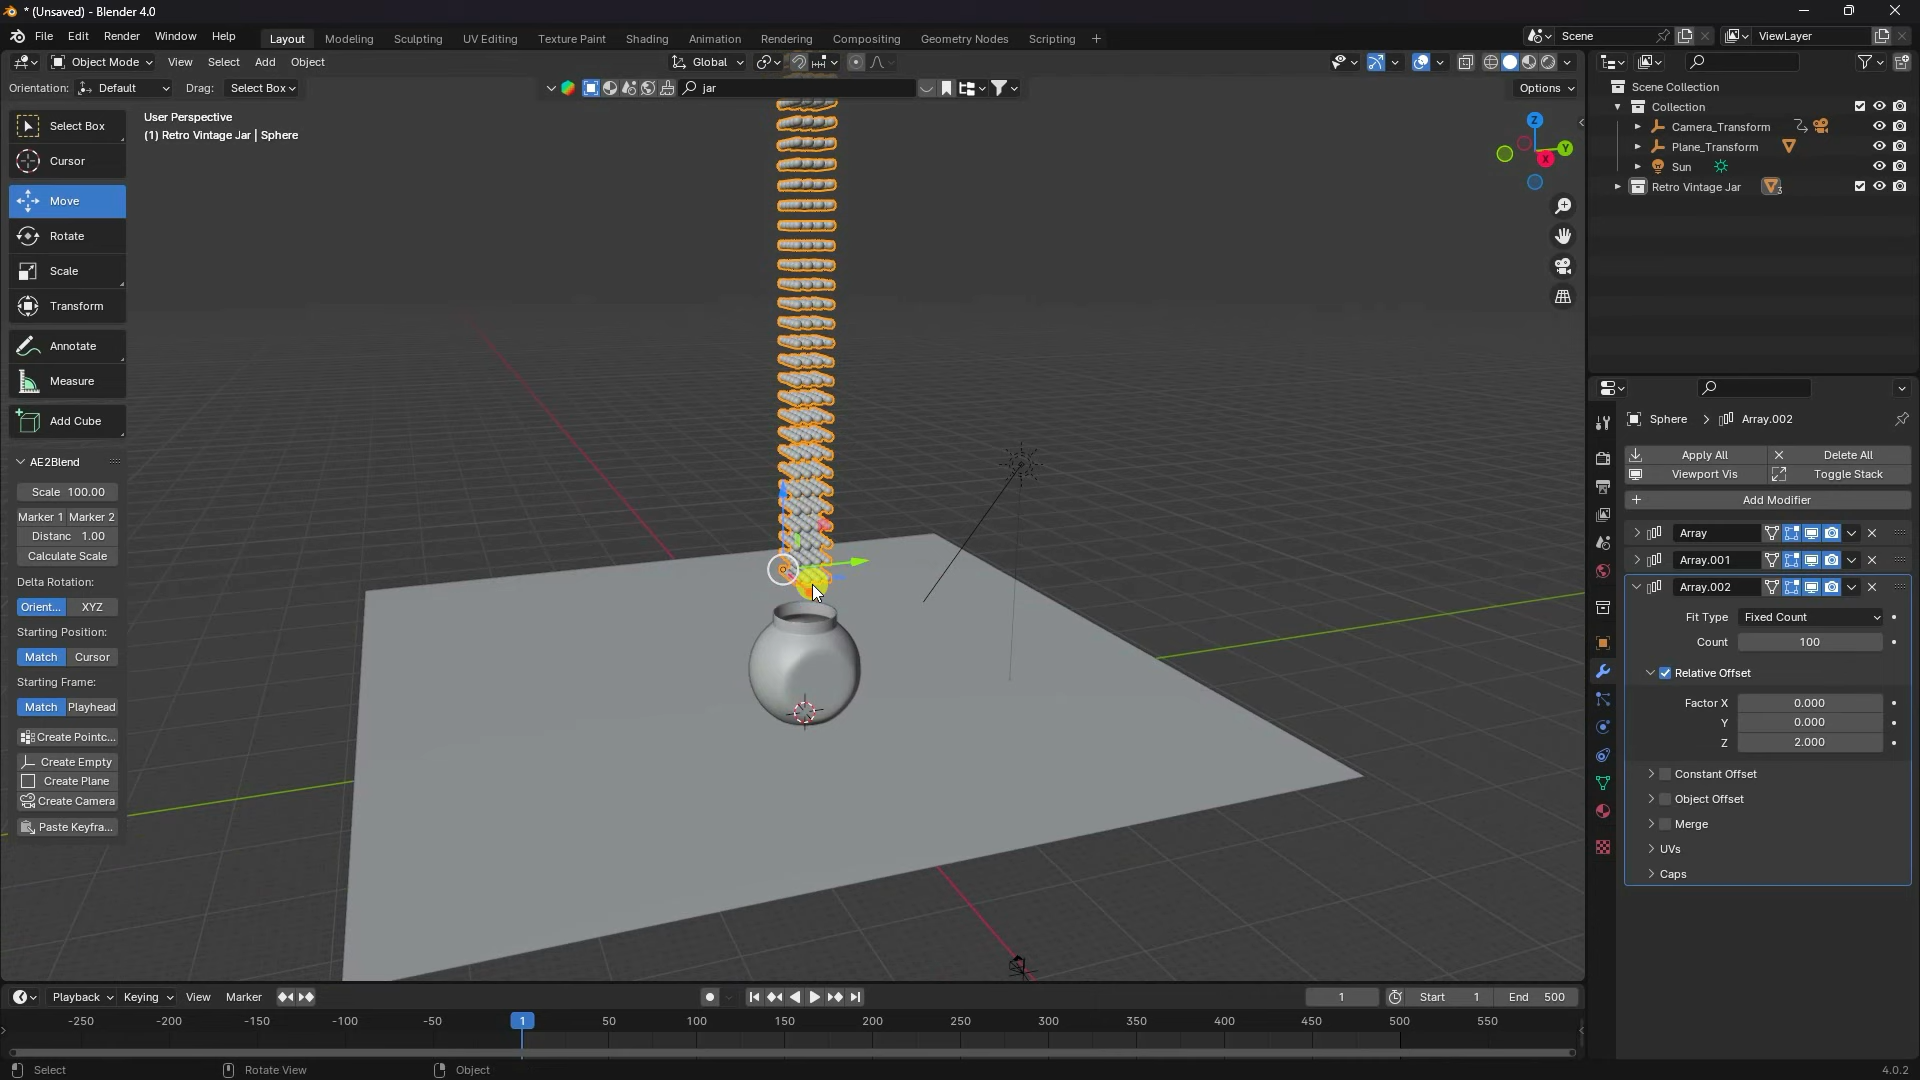 * (Unsaved) - Blender 4.0
File Edit Render Window Help
Layout Modeling Sculpting UV Editing Texture Paint Shading Animation Rendering Compositing Geometry Nodes Scripting +
Scene
ViewLayer
Object Mode View Select Add Object
Global
Orientation: Default Drag: Select Box
jar
Options
User Perspective
(1) Retro Vintage Jar | Sphere
Select Box
Cursor
Move
Rotate
Scale
Transform
Annotate
Measure
Add Cube
AE2Blend
Scale 100.00
Marker 1 Marker 2
Distanc 1.00
Calculate Scale
Delta Rotation:
Orient... XYZ
Starting Position:
Match Cursor
Starting Frame:
Match Playhead
Create Pointc...
Create Empty
Create Plane
Create Camera
Paste Keyfra...
Z
Y
X
Scene Collection
Collection
Camera_Transform
Plane_Transform
Sun
Retro Vintage Jar 3
Sphere > Array.002
Apply All Delete All
Viewport Vis Toggle Stack
Add Modifier
Array
Array.001
Array.002
Fit Type Fixed Count
Count 100
Relative Offset
Factor X 0.000
Y 0.000
Z 2.000
Constant Offset
Object Offset
Merge
UVs
Caps
Playback Keying View Marker
1 Start 1 End 500
-250 -200 -150 -100 -50 1 50 100 150 200 250 300 350 400 450 500 550
Select Rotate View Object
4.0.2